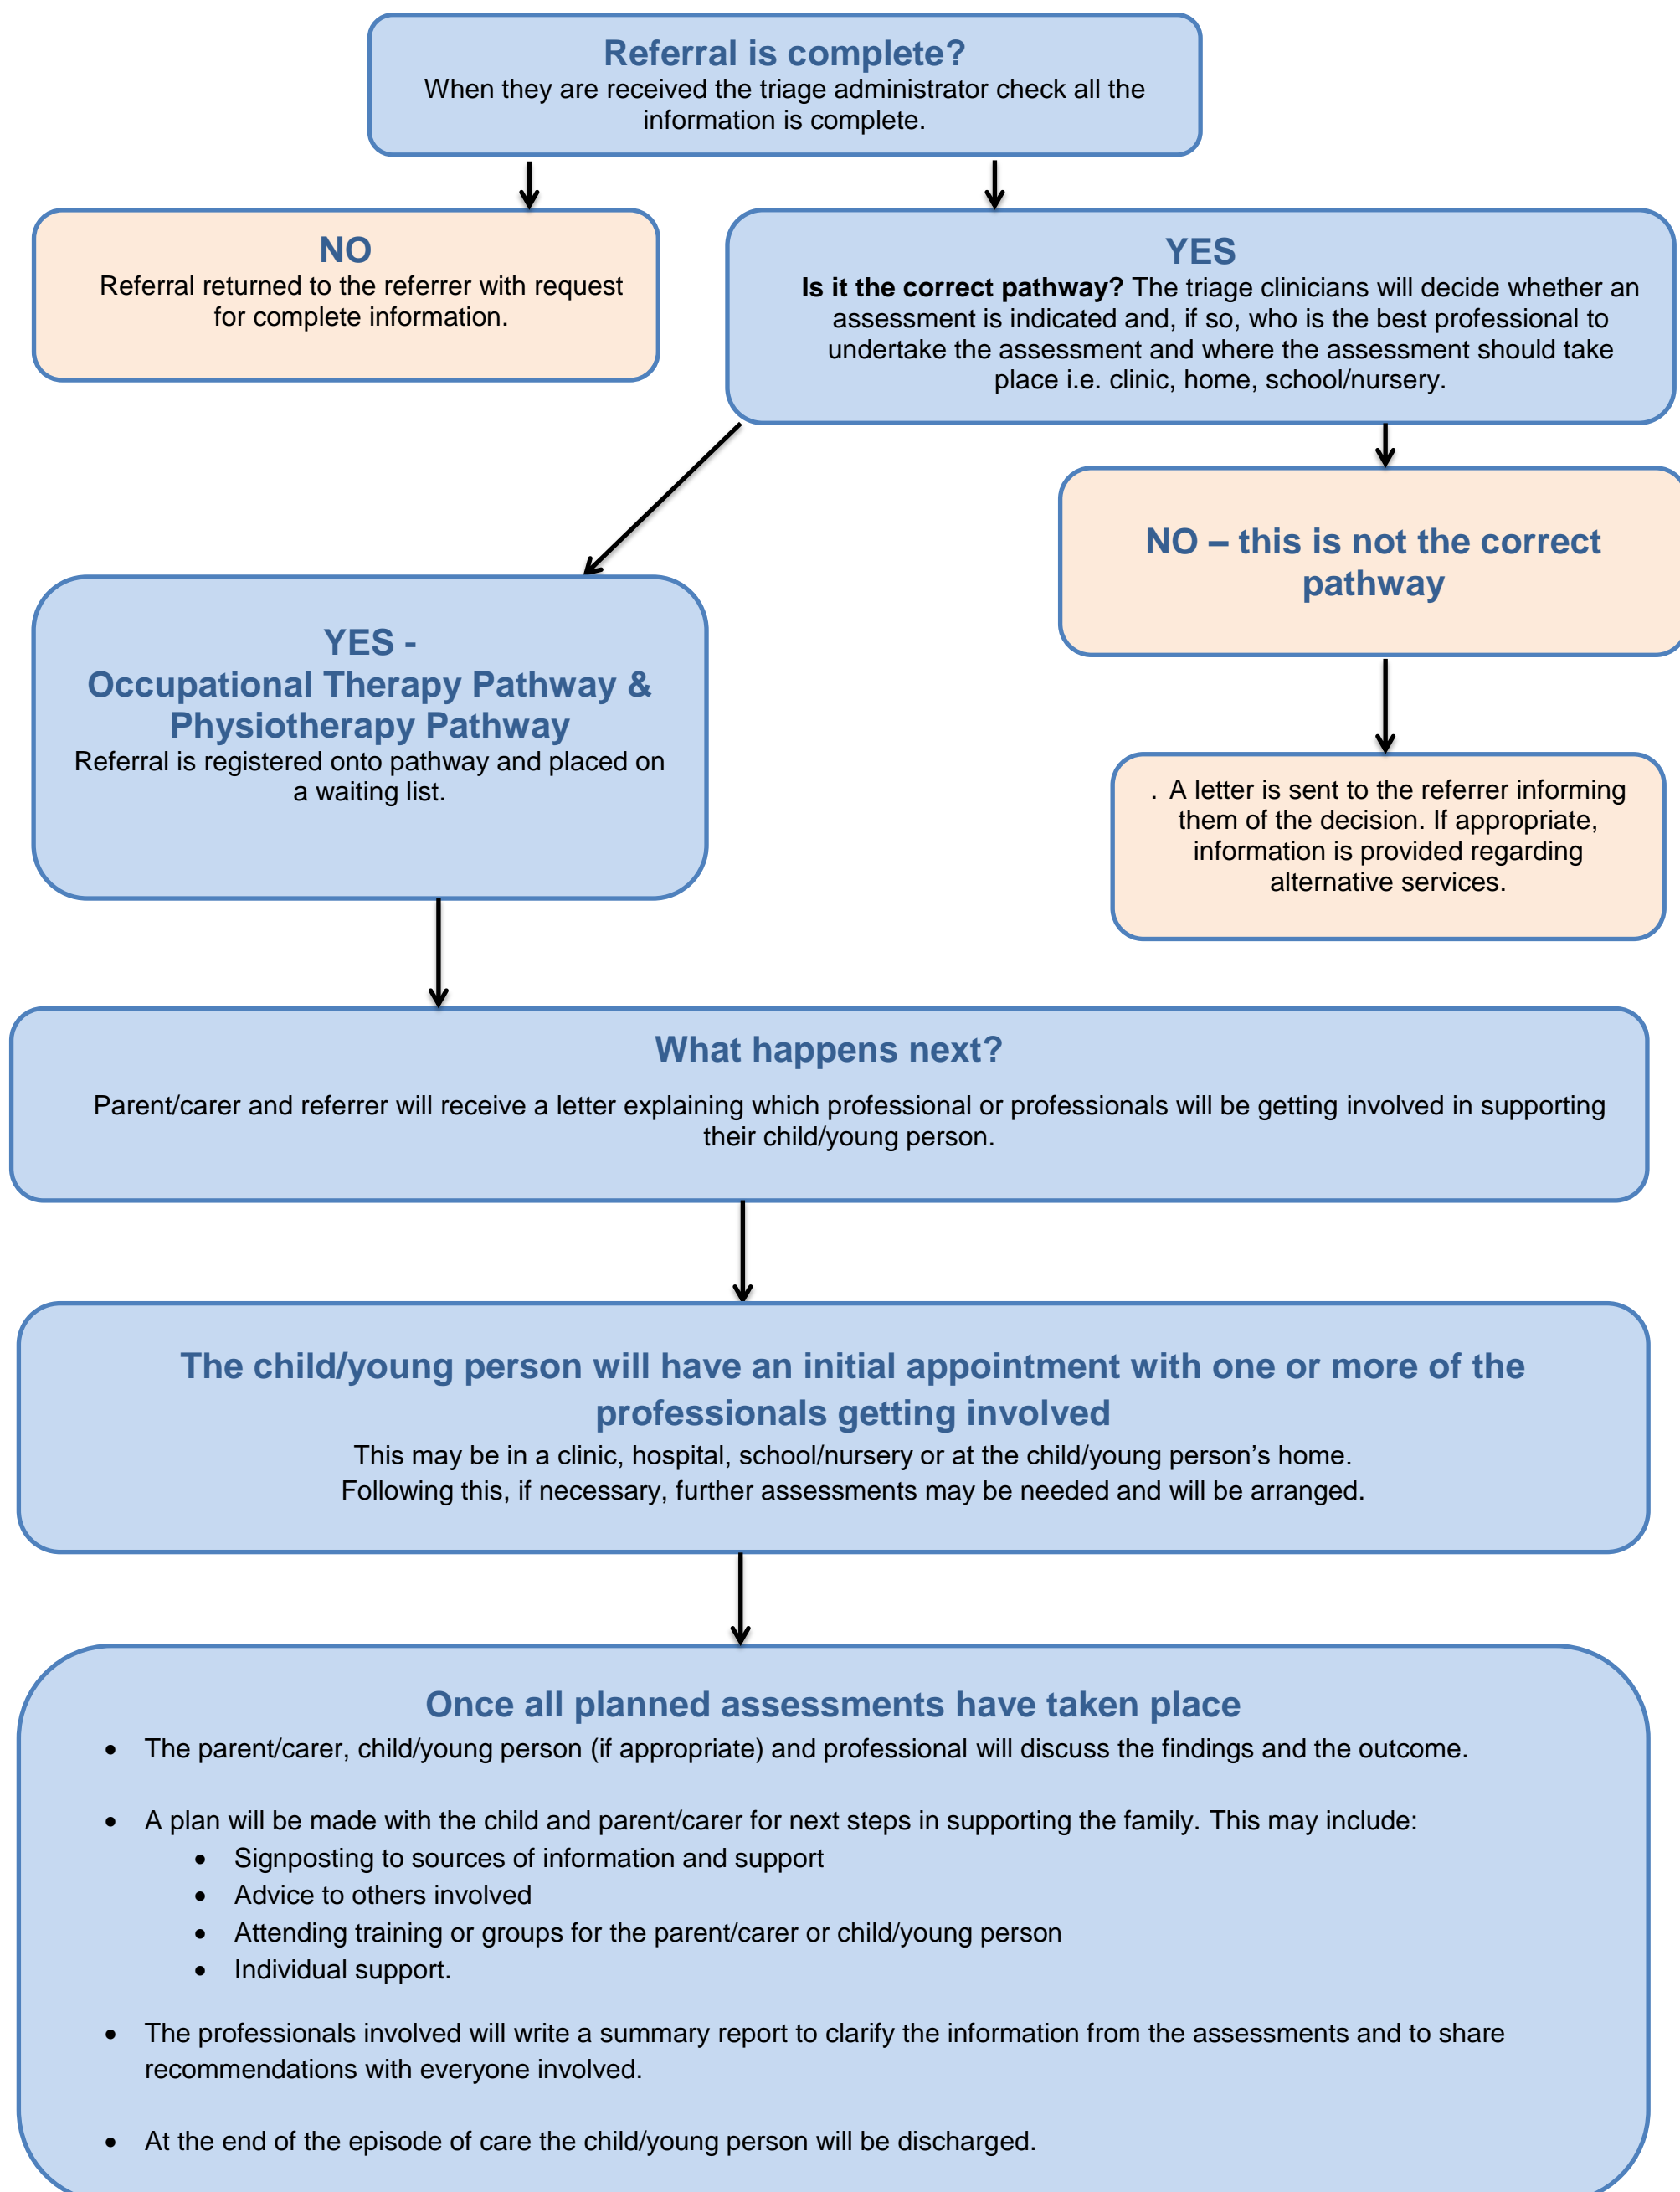 Referral is complete?
When they are received the triage administrator check all the
information is complete.
NO
Referral returned to the referrer with request
for complete information.
YES
Is it the correct pathway? The triage clinicians will decide whether an
assessment is indicated and, if so, who is the best professional to
undertake the assessment and where the assessment should take
place i.e. clinic, home, school/nursery.
NO – this is not the correct
pathway
YES -
Occupational Therapy Pathway &
Physiotherapy Pathway
Referral is registered onto pathway and placed on
a waiting list.
. A letter is sent to the referrer informing
them of the decision. If appropriate,
information is provided regarding
alternative services.
What happens next?
Parent/carer and referrer will receive a letter explaining which professional or professionals will be getting involved in supporting
their child/young person.
The child/young person will have an initial appointment with one or more of the
professionals getting involved
This may be in a clinic, hospital, school/nursery or at the child/young person’s home.
Following this, if necessary, further assessments may be needed and will be arranged.
Once all planned assessments have taken place
• The parent/carer, child/young person (if appropriate) and professional will discuss the findings and the outcome.
• A plan will be made with the child and parent/carer for next steps in supporting the family. This may include:
• Signposting to sources of information and support
• Advice to others involved
• Attending training or groups for the parent/carer or child/young person
• Individual support.
• The professionals involved will write a summary report to clarify the information from the assessments and to share
recommendations with everyone involved.
• At the end of the episode of care the child/young person will be discharged.